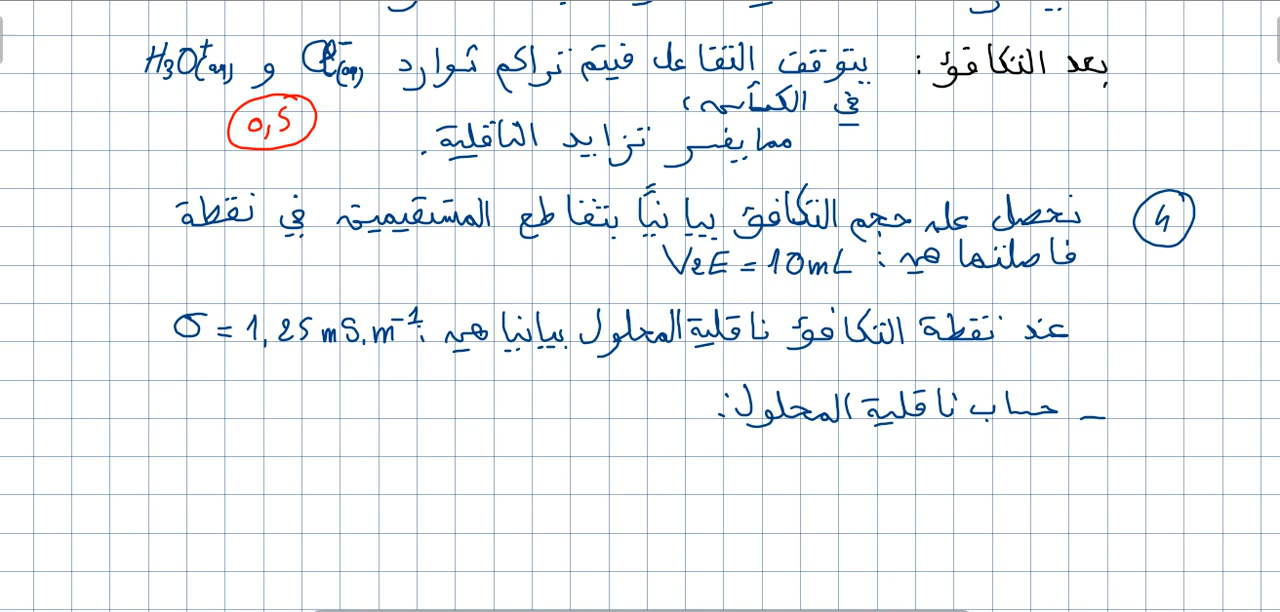 بعد التكافؤ: يتوقف التفاعل فيتم تراكم شوارد Cl⁻(aq) و H₃O⁺(aq)
في الكأس،
0,5
مما يفسر تزايد الناقلية.
4 نحصل على حجم التكافؤ بيانيًا بتقاطع المستقيمين في نقطة
فاصلتها هي: V₂E = 10mL
عند نقطة التكافؤ ناقلية المحلول بيانيا هي: σ = 1,25 mS.m⁻¹
– حساب ناقلية المحلول: